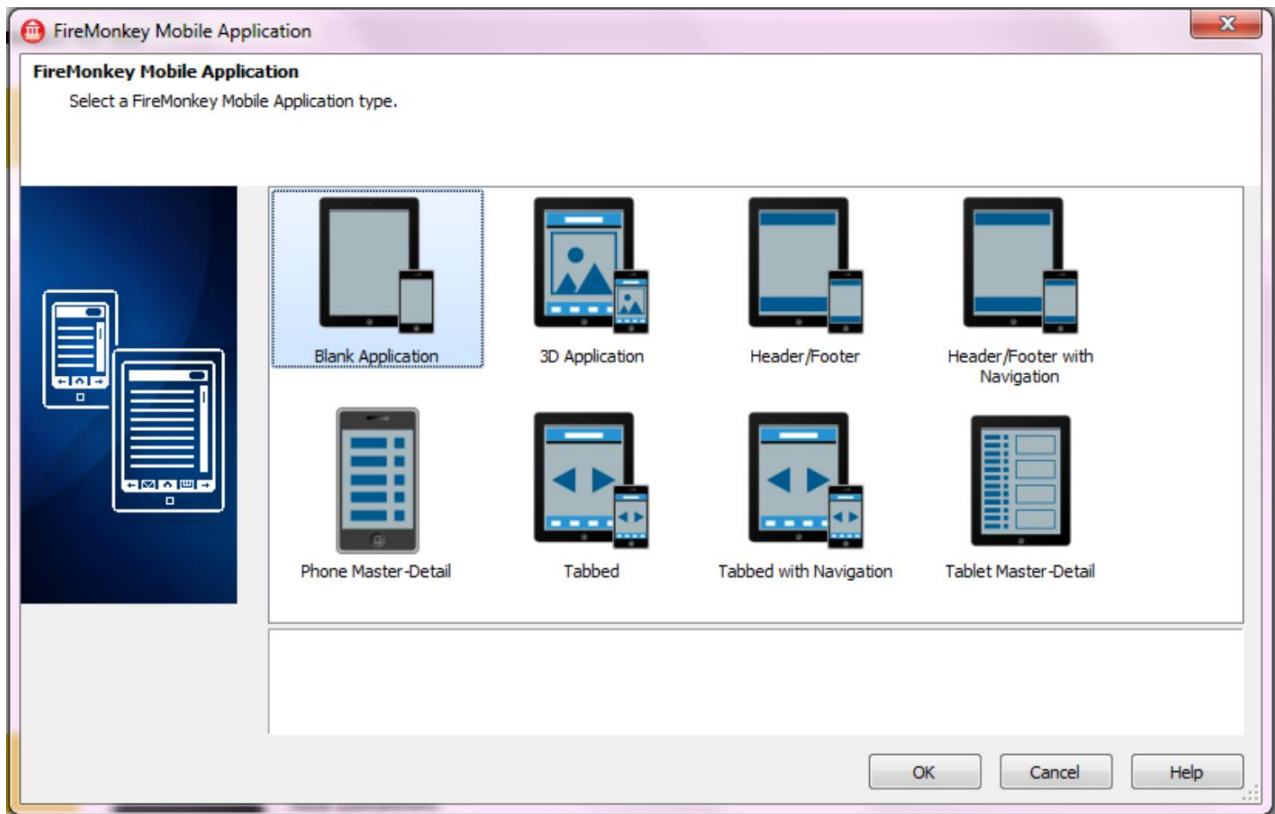 FireMonkey Mobile Application
FireMonkey Mobile Application
Select a FireMonkey Mobile Application type.
Blank Application
3D Application
Header/Footer
Header/Footer with
Navigation
Phone Master-Detail
Tabbed
Tabbed with Navigation
Tablet Master-Detail
OK
Cancel
Help